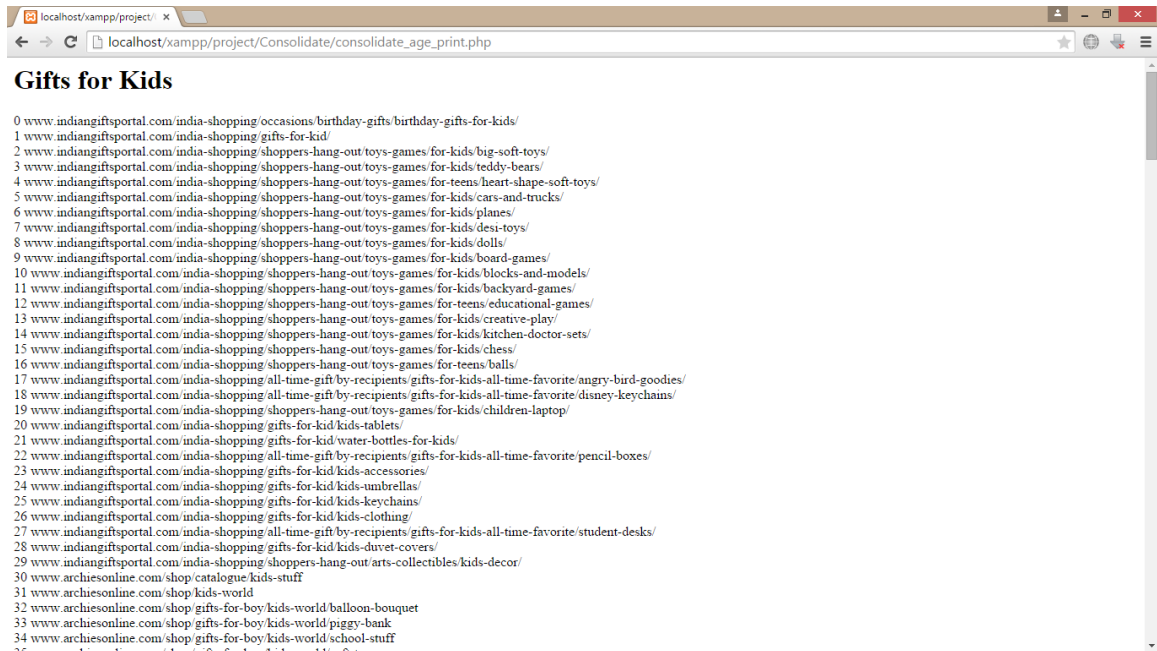 localhost/xampp/project/
localhost/xampp/project/Consolidate/consolidate_age_print.php
Gifts for Kids
0 www.indiangiftsportal.com/india-shopping/occasions/birthday-gifts/birthday-gifts-for-kids/
1 www.indiangiftsportal.com/india-shopping/gifts-for-kid/
2 www.indiangiftsportal.com/india-shopping/shoppers-hang-out/toys-games/for-kids/big-soft-toys/
3 www.indiangiftsportal.com/india-shopping/shoppers-hang-out/toys-games/for-kids/teddy-bears/
4 www.indiangiftsportal.com/india-shopping/shoppers-hang-out/toys-games/for-teens/heart-shape-soft-toys/
5 www.indiangiftsportal.com/india-shopping/shoppers-hang-out/toys-games/for-kids/cars-and-trucks/
6 www.indiangiftsportal.com/india-shopping/shoppers-hang-out/toys-games/for-kids/planes/
7 www.indiangiftsportal.com/india-shopping/shoppers-hang-out/toys-games/for-kids/desi-toys/
8 www.indiangiftsportal.com/india-shopping/shoppers-hang-out/toys-games/for-kids/dolls/
9 www.indiangiftsportal.com/india-shopping/shoppers-hang-out/toys-games/for-kids/board-games/
10 www.indiangiftsportal.com/india-shopping/shoppers-hang-out/toys-games/for-kids/blocks-and-models/
11 www.indiangiftsportal.com/india-shopping/shoppers-hang-out/toys-games/for-kids/backyard-games/
12 www.indiangiftsportal.com/india-shopping/shoppers-hang-out/toys-games/for-teens/educational-games/
13 www.indiangiftsportal.com/india-shopping/shoppers-hang-out/toys-games/for-kids/creative-play/
14 www.indiangiftsportal.com/india-shopping/shoppers-hang-out/toys-games/for-kids/kitchen-doctor-sets/
15 www.indiangiftsportal.com/india-shopping/shoppers-hang-out/toys-games/for-kids/chess/
16 www.indiangiftsportal.com/india-shopping/shoppers-hang-out/toys-games/for-teens/balls/
17 www.indiangiftsportal.com/india-shopping/all-time-gift/by-recipients/gifts-for-kids-all-time-favorite/angry-bird-goodies/
18 www.indiangiftsportal.com/india-shopping/all-time-gift/by-recipients/gifts-for-kids-all-time-favorite/disney-keychains/
19 www.indiangiftsportal.com/india-shopping/shoppers-hang-out/toys-games/for-kids/children-laptop/
20 www.indiangiftsportal.com/india-shopping/gifts-for-kid/kids-tablets/
21 www.indiangiftsportal.com/india-shopping/gifts-for-kid/water-bottles-for-kids/
22 www.indiangiftsportal.com/india-shopping/all-time-gift/by-recipients/gifts-for-kids-all-time-favorite/pencil-boxes/
23 www.indiangiftsportal.com/india-shopping/gifts-for-kid/kids-accessories/
24 www.indiangiftsportal.com/india-shopping/gifts-for-kid/kids-umbrellas/
25 www.indiangiftsportal.com/india-shopping/gifts-for-kid/kids-keychains/
26 www.indiangiftsportal.com/india-shopping/gifts-for-kid/kids-clothing/
27 www.indiangiftsportal.com/india-shopping/all-time-gift/by-recipients/gifts-for-kids-all-time-favorite/student-desks/
28 www.indiangiftsportal.com/india-shopping/gifts-for-kid/kids-duvet-covers/
29 www.indiangiftsportal.com/india-shopping/shoppers-hang-out/arts-collectibles/kids-decor/
30 www.archiesonline.com/shop/catalogue/kids-stuff
31 www.archiesonline.com/shop/kids-world
32 www.archiesonline.com/shop/gifts-for-boy/kids-world/balloon-bouquet
33 www.archiesonline.com/shop/gifts-for-boy/kids-world/piggy-bank
34 www.archiesonline.com/shop/gifts-for-boy/kids-world/school-stuff